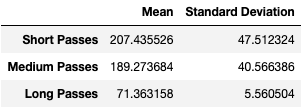 Mean Standard Deviation
Short Passes 207.435526 47.512324
Medium Passes 189.273684 40.566386
Long Passes 71.363158 5.560504